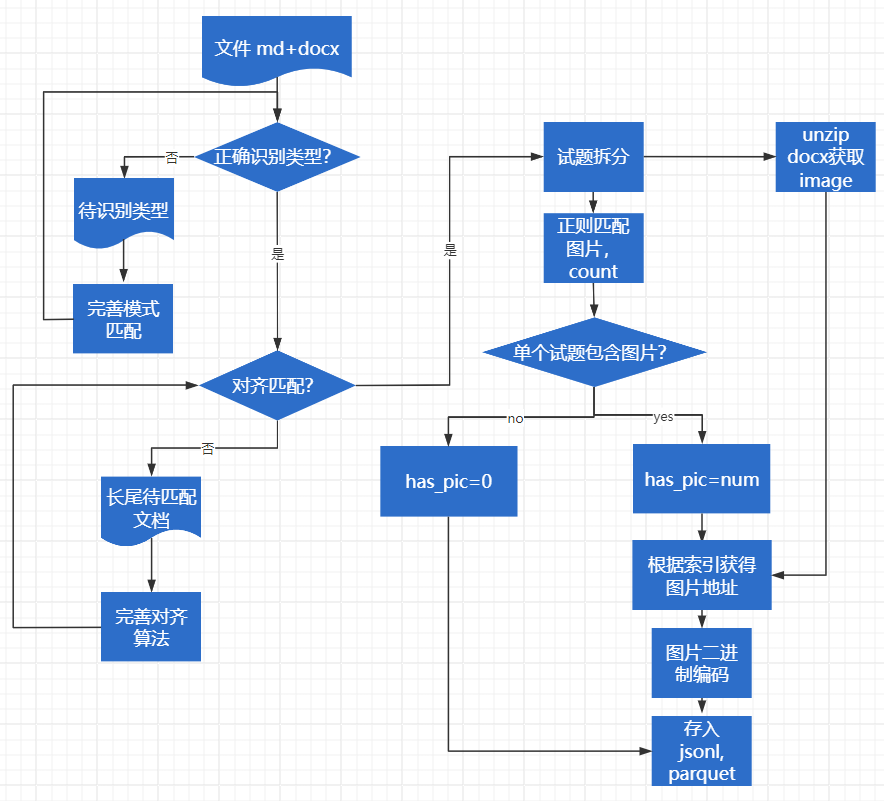 文件 md+docx
正确识别类型?
否
待识别类型
完善模式
匹配
是
对齐匹配?
否
长尾待匹配
文档
完善对齐
算法
是
试题拆分
unzip
docx获取
image
正则匹配
图片，
count
单个试题包含图片?
no
yes
has_pic=0
has_pic=num
根据索引获得
图片地址
图片二进
制编码
存入
jsonl,
parquet